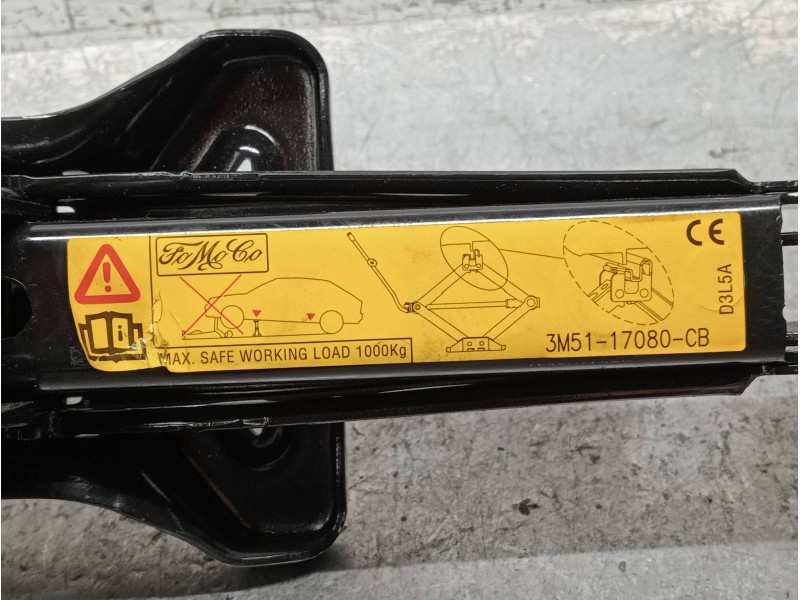 FoMoCo
MAX. SAFE WORKING LOAD 1000Kg
CE
D3L5A
3M51-17080-CB